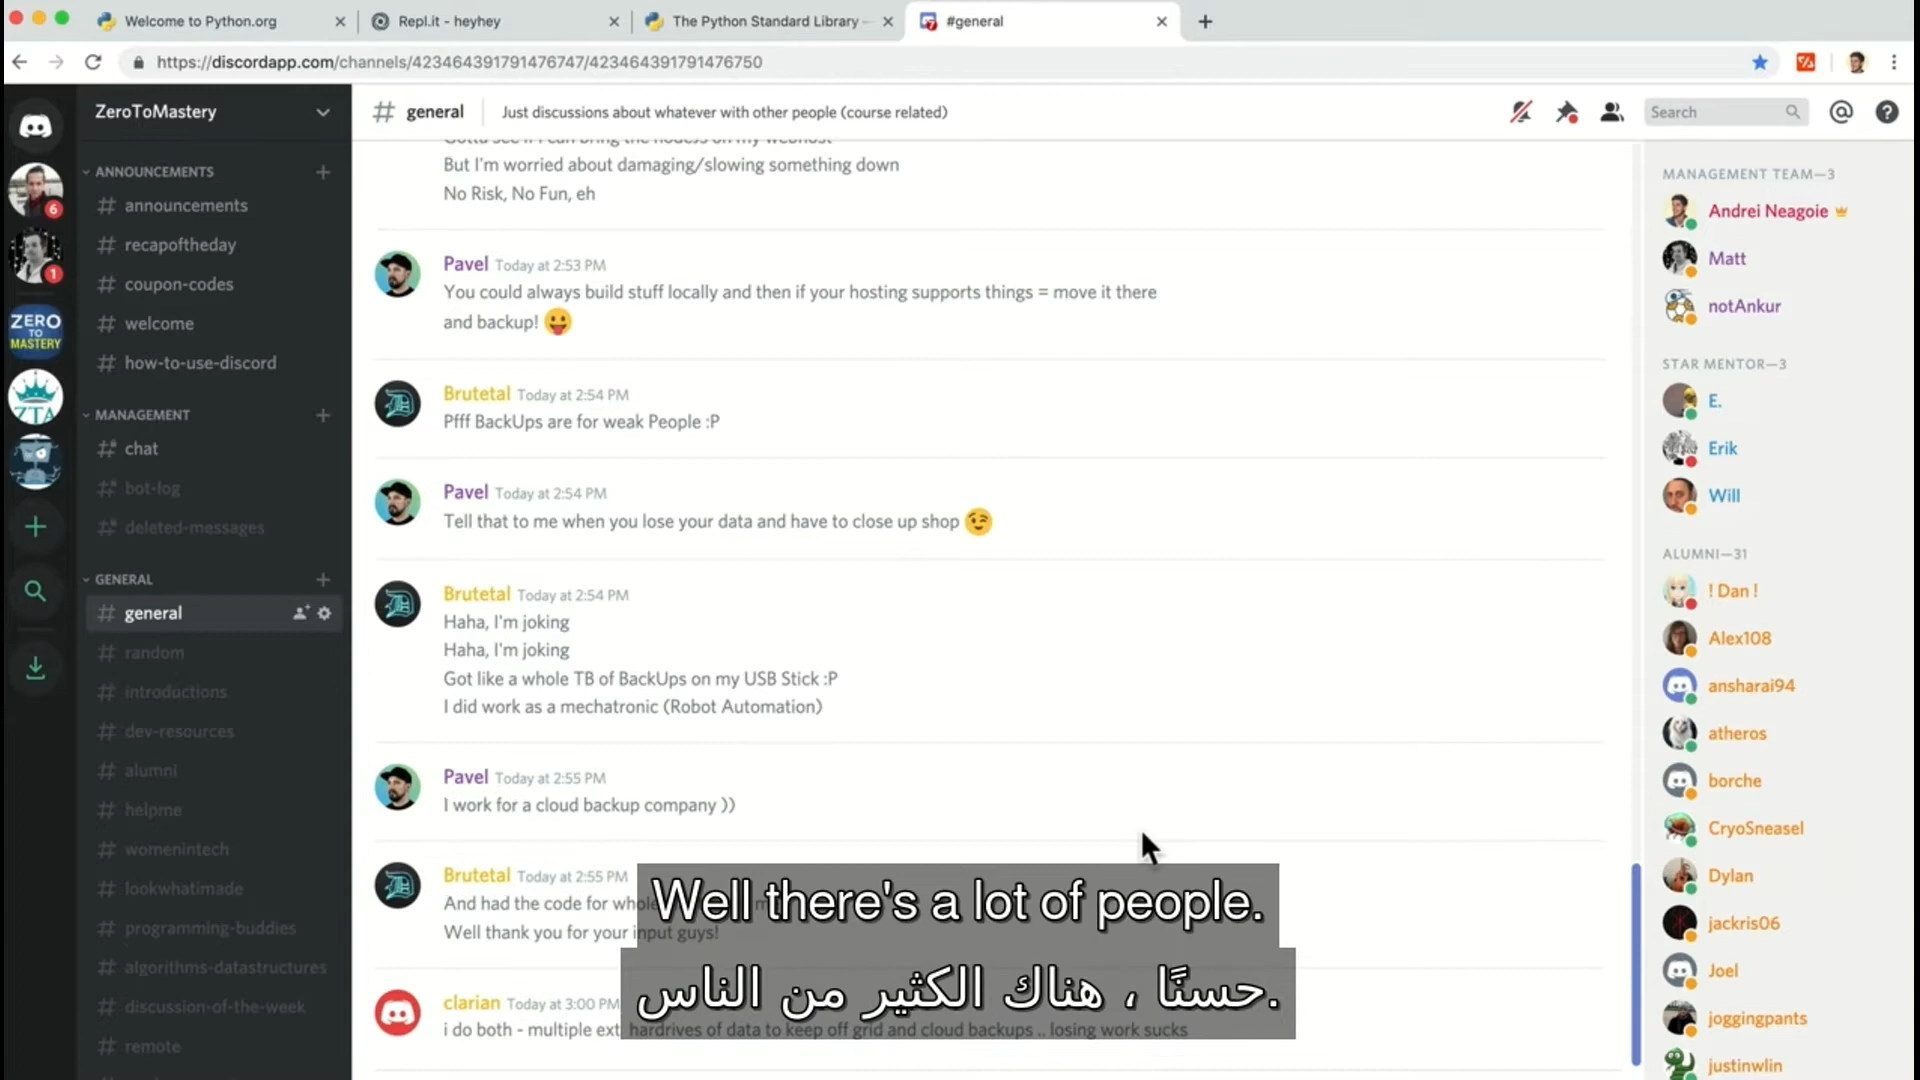 Welcome to Python.org
Repl.it - heyhey
The Python Standard Library —
#general
https://discordapp.com/channels/423464391791476747/423464391791476750
ZeroToMastery
# general
Just discussions about whatever with other people (course related)
Search
6
1
ZERO
TO
MASTERY
ZTA
ANNOUNCEMENTS
# announcements
# recapoftheday
# coupon-codes
# welcome
# how-to-use-discord
MANAGEMENT
# chat
# bot-log
# deleted-messages
GENERAL
# general
# random
# introductions
# dev-resources
# alumni
# helpme
# womenintech
# lookwhatimade
# programming-buddies
# algorithms-datastructures
# discussion-of-the-week
# remote
But I'm worried about damaging/slowing something down
No Risk, No Fun, eh
Pavel Today at 2:53 PM
You could always build stuff locally and then if your hosting supports things = move it there
and backup! 😛
Brutetal Today at 2:54 PM
Pfff BackUps are for weak People :P
Pavel Today at 2:54 PM
Tell that to me when you lose your data and have to close up shop 😉
Brutetal Today at 2:54 PM
Haha, I'm joking
Haha, I'm joking
Got like a whole TB of BackUps on my USB Stick :P
I did work as a mechatronic (Robot Automation)
Pavel Today at 2:55 PM
I work for a cloud backup company ))
Brutetal Today at 2:55 PM
And had the code for
Well thank you for your input guys!
clarian Today at 3:00 PM
i do both - multiple ext hardrives of data to keep off grid and cloud backups .. losing work sucks
Well there's a lot of people.
حسنًا ، هناك الكثير من الناس.
MANAGEMENT TEAM—3
Andrei Neagoie
Matt
notAnkur
STAR MENTOR—3
E.
Erik
Will
ALUMNI—31
! Dan !
Alex108
ansharai94
atheros
borche
CryoSneasel
Dylan
jackris06
Joel
joggingpants
justinwlin